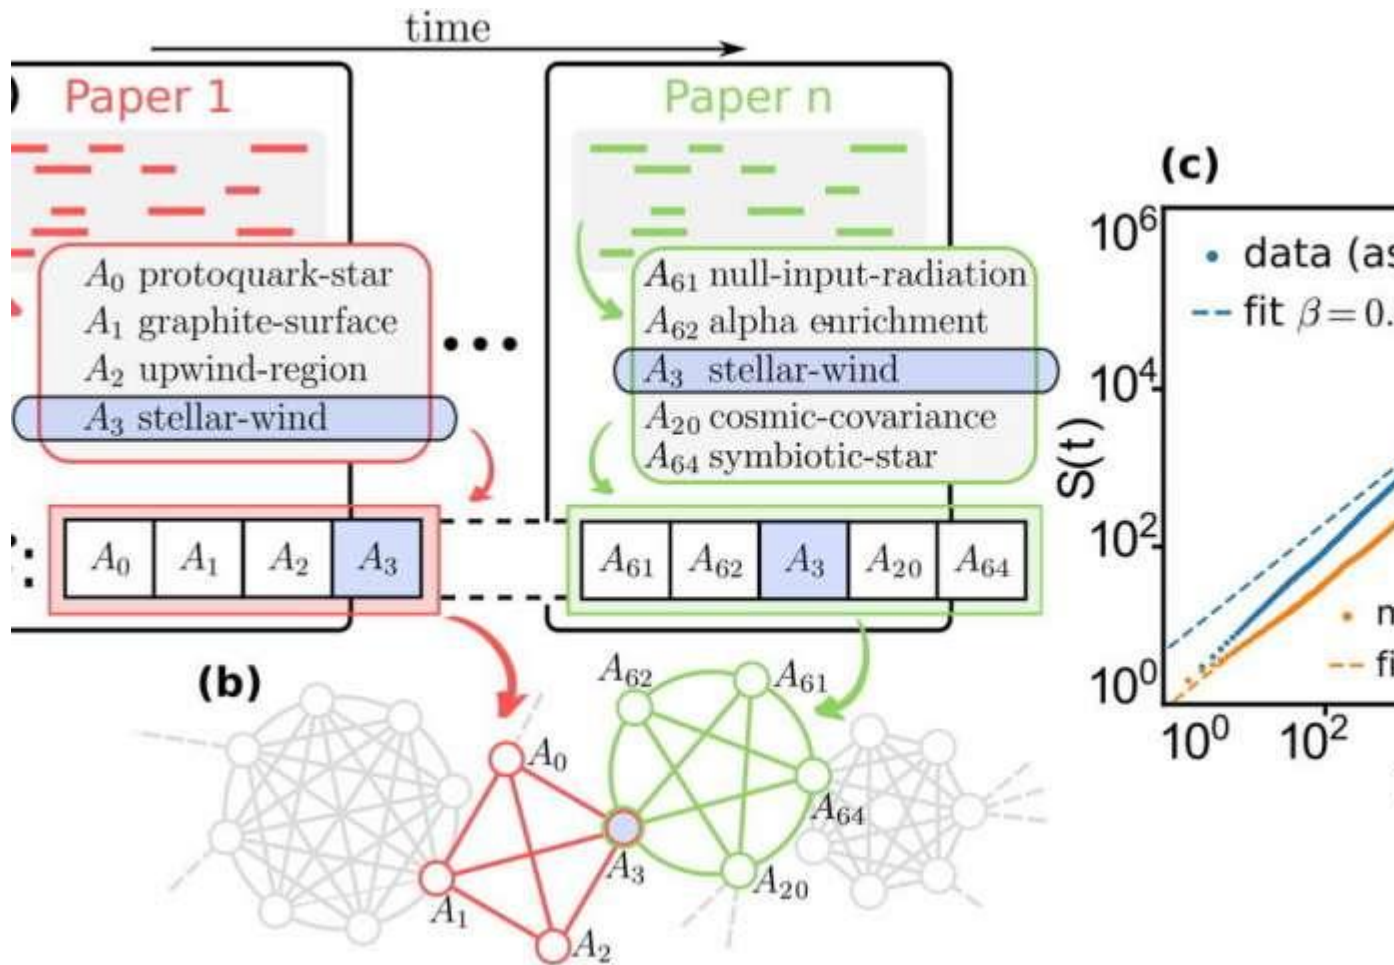 time
)
Paper 1
A0 protoquark-star
A1 graphite-surface
A2 upwind-region
A3 stellar-wind
A0 A1 A2 A3
Paper n
A61 null-input-radiation
A62 alpha enrichment
A3 stellar-wind
A20 cosmic-covariance
A64 symbiotic-star
A61 A62 A3 A20 A64
(b)
A62
A61
A0
A64
A3
A20
A1
A2
(c)
S(t)
10^6
10^4
10^2
10^0
data (as
fit β = 0.
n
fi
10^0 10^2